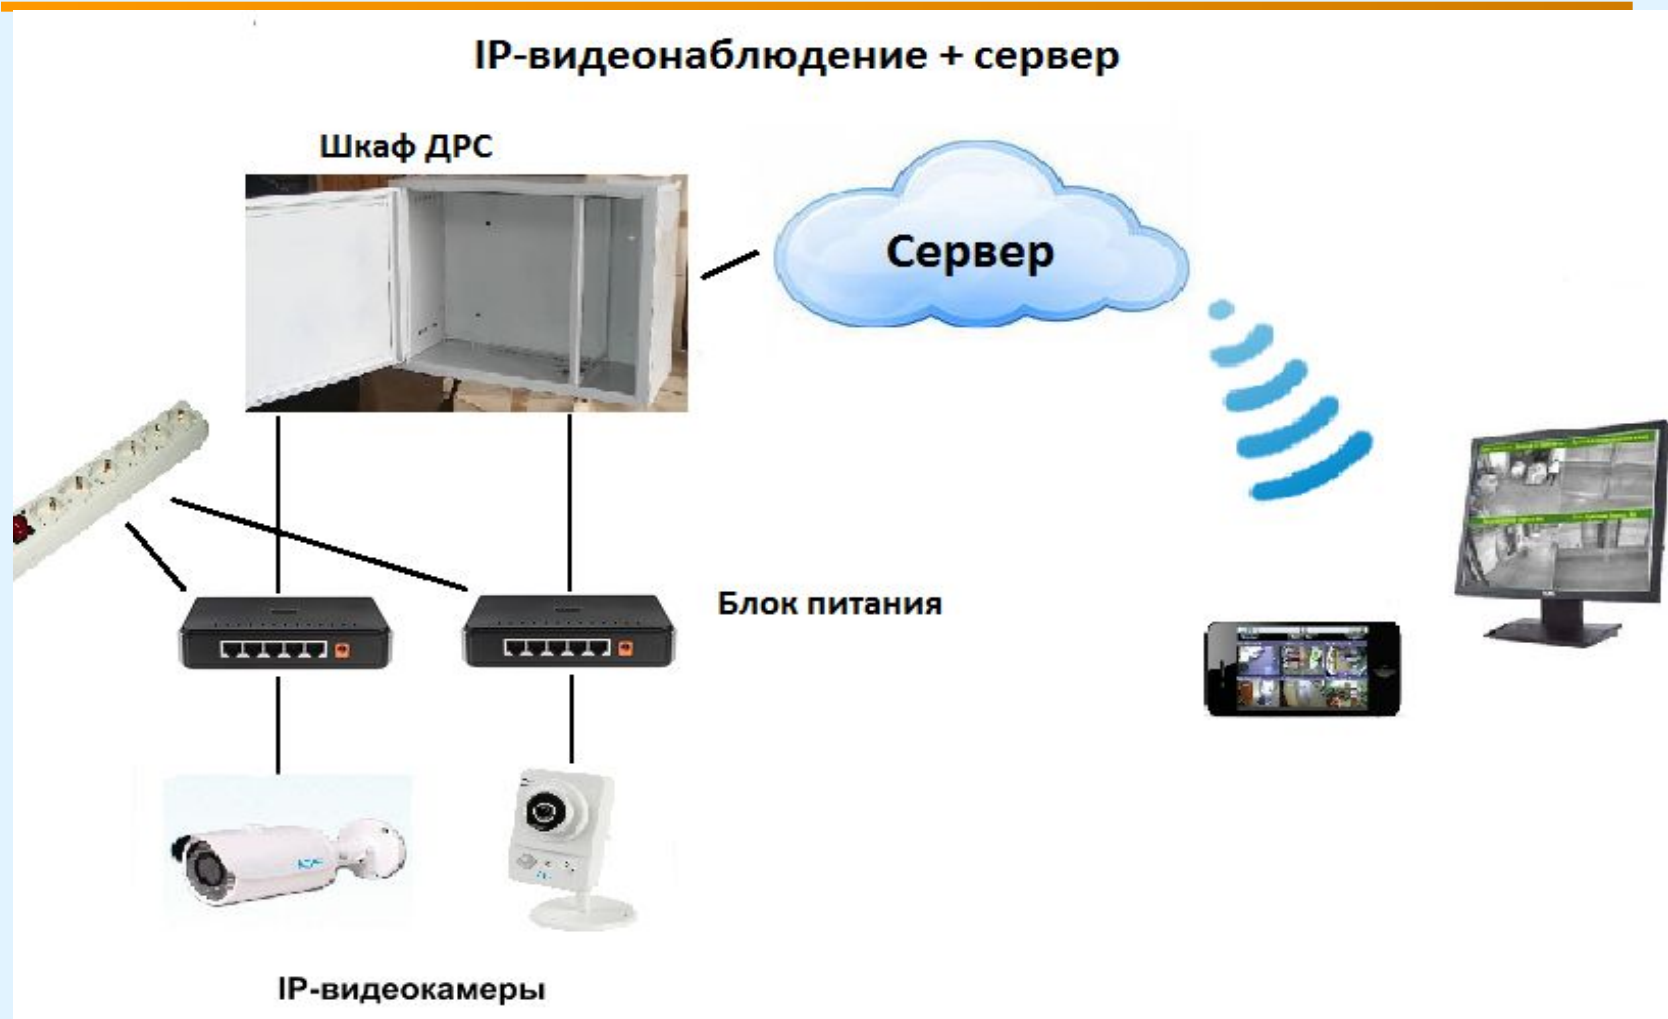 IP-видеонаблюдение + сервер
Шкаф ДРС
Сервер
Блок питания
IP-видеокамеры